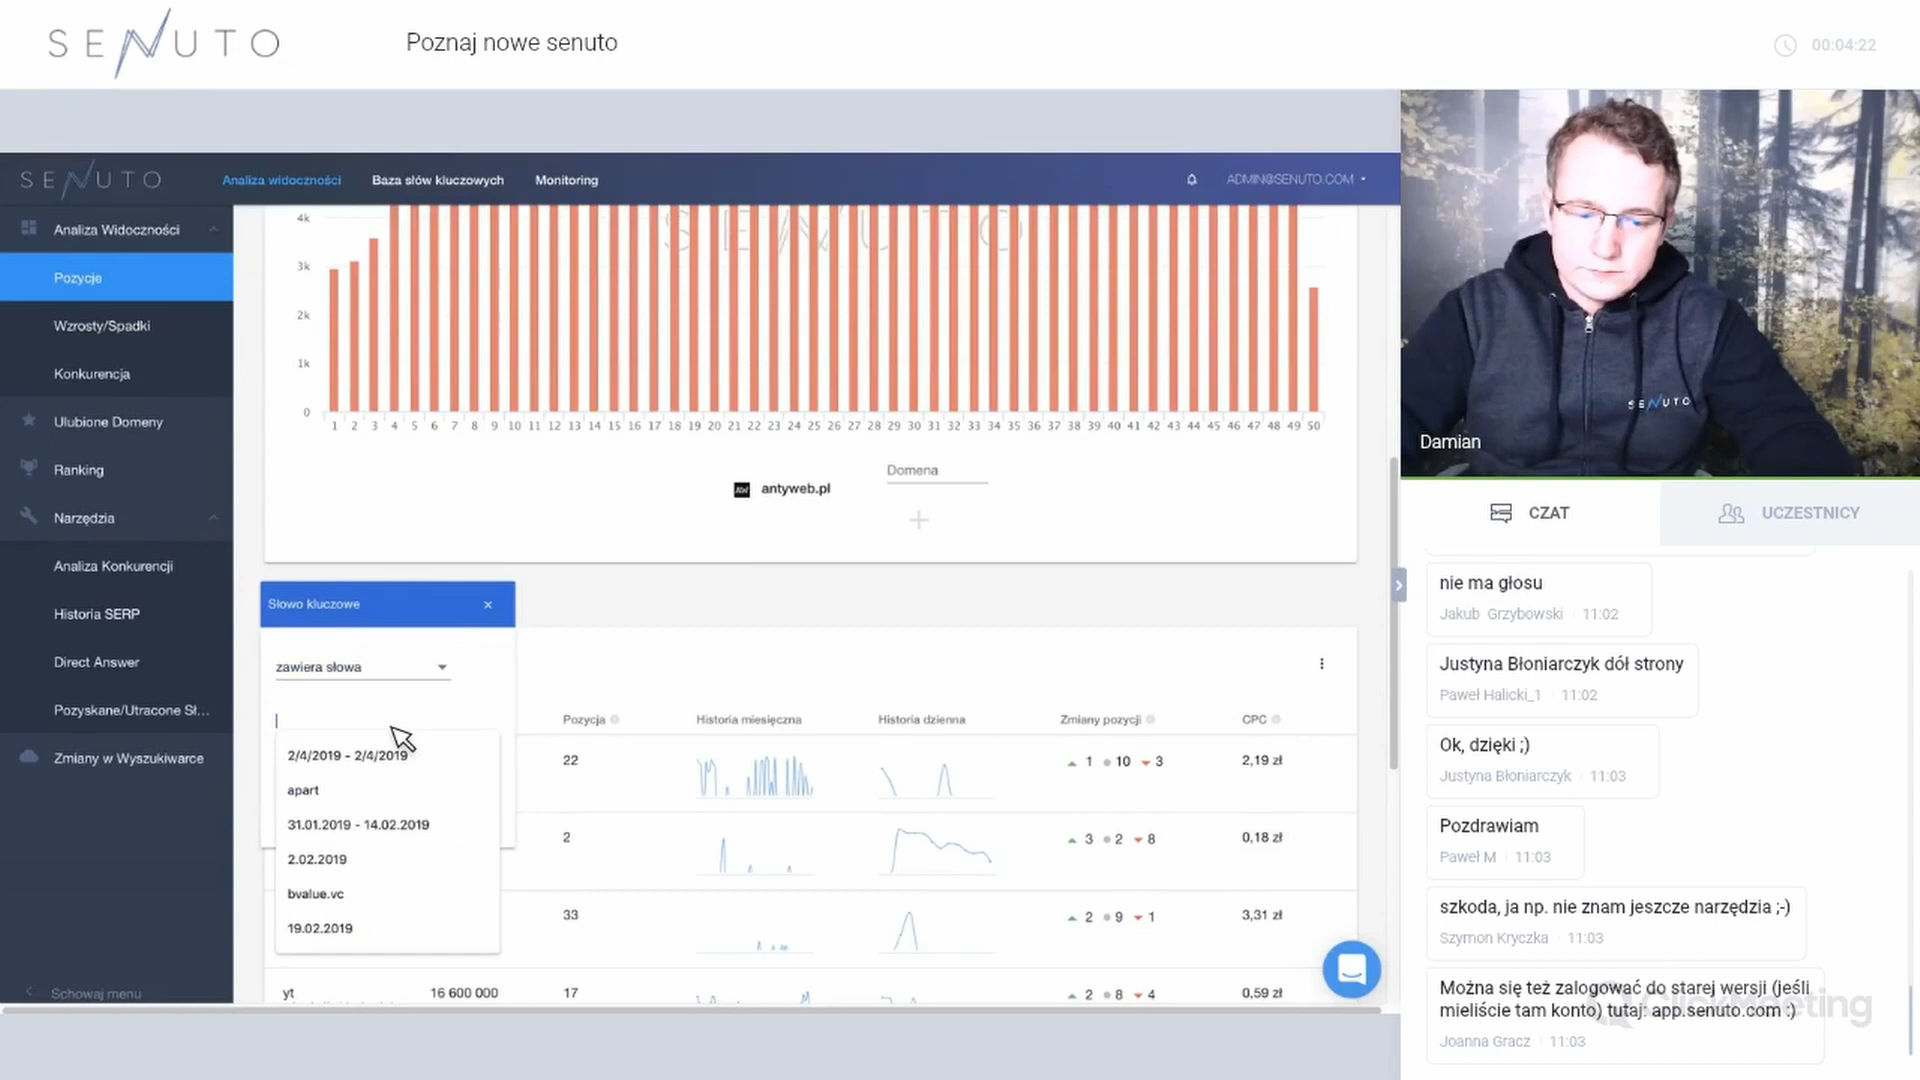 SENUTO
Poznaj nowe senuto
00:04:22
SENUTO
Analiza widoczności
Baza słów kluczowych
Monitoring
ADMIN@SENUTO.COM
Analiza Widoczności
Pozycje
Wzrosty/Spadki
Konkurencja
Ulubione Domeny
Ranking
Narzędzia
Analiza Konkurencji
Historia SERP
Direct Answer
Pozyskane/Utracone Sł...
Zmiany w Wyszukiwarce
Schowaj menu
SENUTO
4k
3k
2k
1k
0
1 2 3 4 5 6 7 8 9 10 11 12 13 14 15 16 17 18 19 20 21 22 23 24 25 26 27 28 29 30 31 32 33 34 35 36 37 38 39 40 41 42 43 44 45 46 47 48 49 50
antyweb.pl
Domena
Słowo kluczowe
zawiera słowa
2/4/2019 - 2/4/2019
apart
31.01.2019 - 14.02.2019
2.02.2019
bvalue.vc
19.02.2019
Pozycja Historia miesięczna Historia dzienna Zmiany pozycji CPC
22 1 10 3 2,19 zł
2 3 2 8 0,18 zł
33 2 9 1 3,31 zł
yt 16 600 000 17 2 8 4 0,59 zł
SENUTO
Damian
CZAT
UCZESTNICY
nie ma głosu
Jakub Grzybowski 11:02
Justyna Błoniarczyk dół strony
Paweł Halicki_1 11:02
Ok, dzięki ;)
Justyna Błoniarczyk 11:03
Pozdrawiam
Paweł M 11:03
szkoda, ja np. nie znam jeszcze narzędzia ;-)
Szymon Kryczka 11:03
Można się też zalogować do starej wersji (jeśli
mieliście tam konto) tutaj: app.senuto.com :)
Joanna Gracz 11:03
ClickMeeting